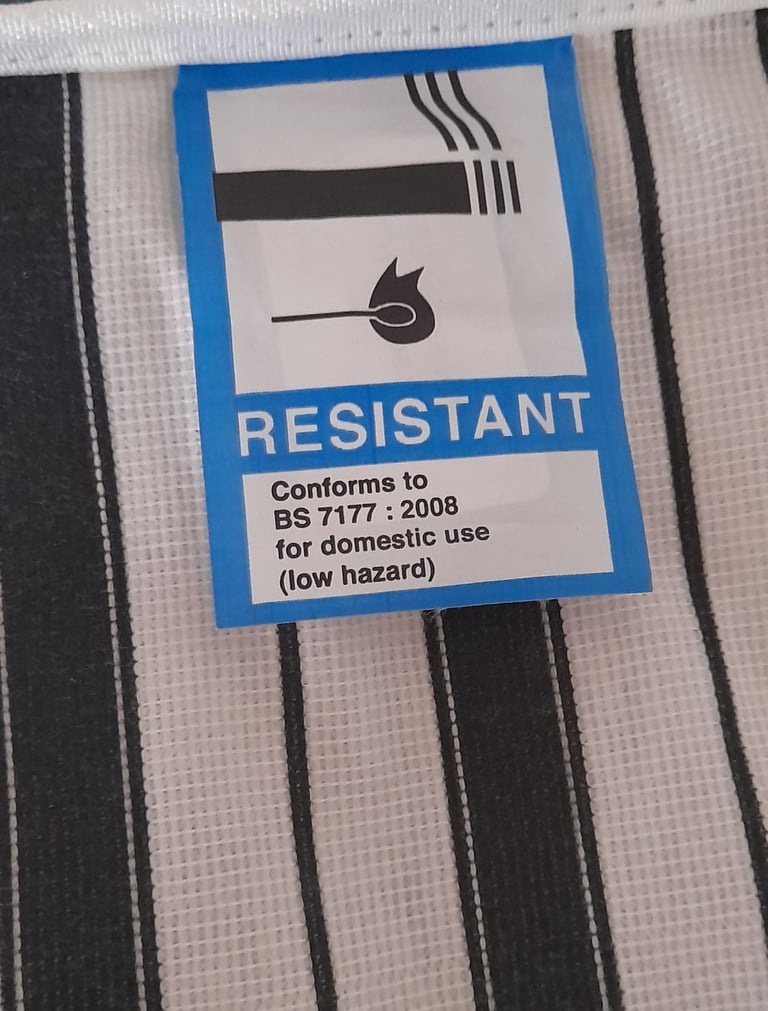 RESISTANT
Conforms to
BS 7177 : 2008
for domestic use
(low hazard)